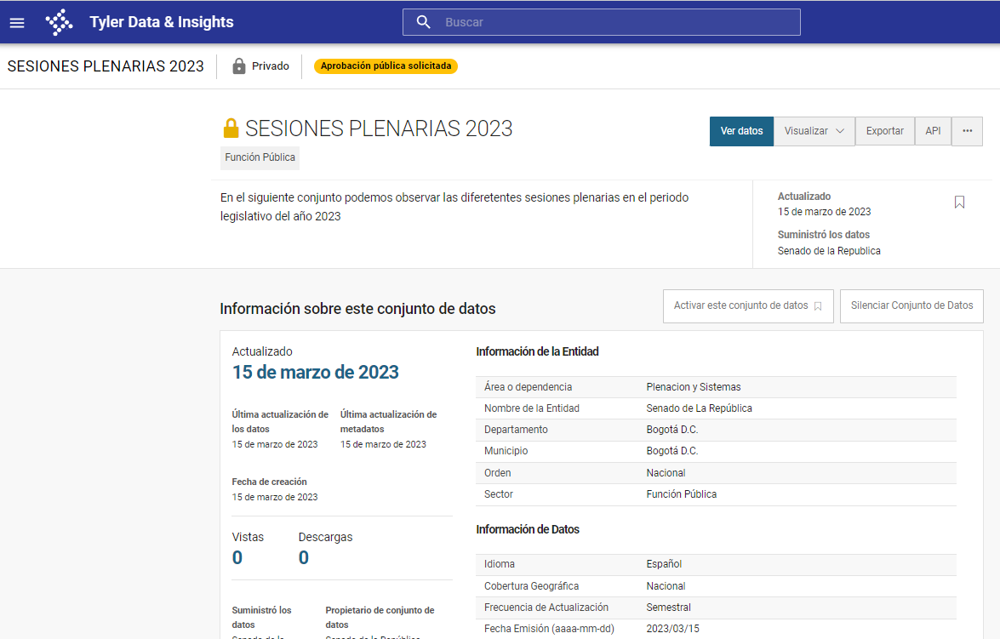 Tyler Data & Insights
Buscar
SESIONES PLENARIAS 2023
Privado
Aprobación pública solicitada
SESIONES PLENARIAS 2023
Ver datos
Visualizar
Exportar
API
Función Pública
En el siguiente conjunto podemos observar las diferetentes sesiones plenarias en el periodo
legislativo del año 2023
Actualizado
15 de marzo de 2023
Suministró los datos
Senado de la Republica
Información sobre este conjunto de datos
Activar este conjunto de datos
Silenciar Conjunto de Datos
Actualizado
15 de marzo de 2023
Última actualización de
los datos
15 de marzo de 2023
Última actualización de
metadatos
15 de marzo de 2023
Fecha de creación
15 de marzo de 2023
Vistas
0
Descargas
0
Suministró los
datos
Senado de la
Propietario de conjunto de
datos
Senado de la República
Información de la Entidad
Área o dependencia Plenacion y Sistemas
Nombre de la Entidad Senado de La República
Departamento Bogotá D.C.
Municipio Bogotá D.C.
Orden Nacional
Sector Función Pública
Información de Datos
Idioma Español
Cobertura Geográfica Nacional
Frecuencia de Actualización Semestral
Fecha Emisión (aaaa-mm-dd) 2023/03/15